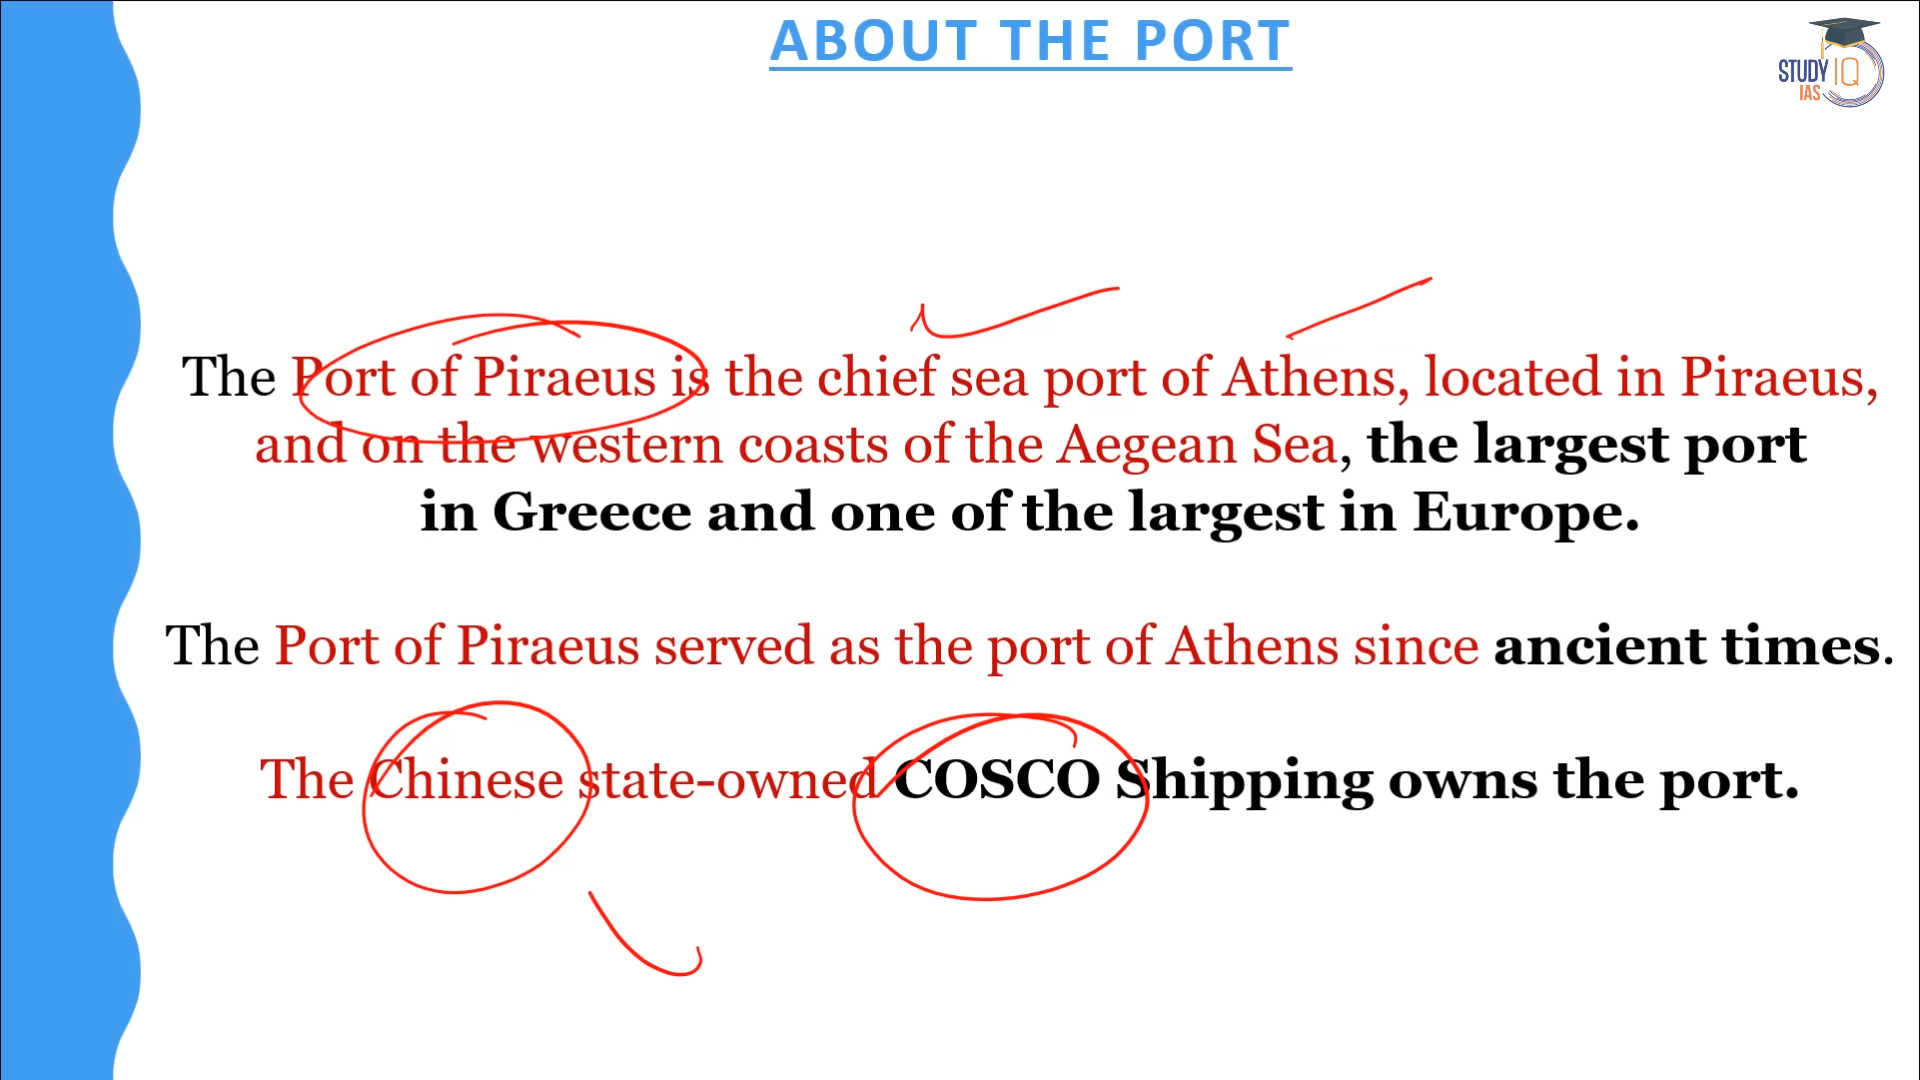 ABOUT THE PORT
STUDY IQ
IAS
The Port of Piraeus is the chief sea port of Athens, located in Piraeus,
and on the western coasts of the Aegean Sea, the largest port
in Greece and one of the largest in Europe.
The Port of Piraeus served as the port of Athens since ancient times.
The Chinese state-owned COSCO Shipping owns the port.